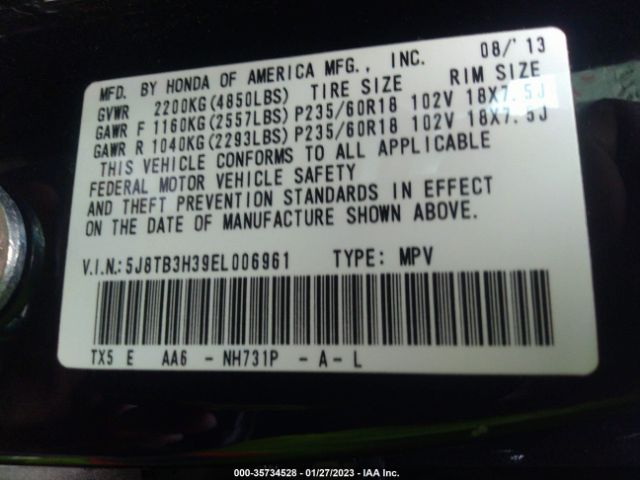 MFD. BY HONDA OF AMERICA MFG., INC. 08/'13
GVWR 2200KG(4850LBS) TIRE SIZE RIM SIZE
GAWR F 1160KG(2557LBS) P235/60R18 102V 18X7.5J
GAWR R 1040KG(2293LBS) P235/60R18 102V 18X7.5J
THIS VEHICLE CONFORMS TO ALL APPLICABLE
FEDERAL MOTOR VEHICLE SAFETY
AND THEFT PREVENTION STANDARDS IN EFFECT
ON THE DATE OF MANUFACTURE SHOWN ABOVE.
V.I.N.:5J8TB3H39EL006961 TYPE: MPV
TX5 E AA6 - NH731P - A - L
000-35734528 - 01/27/2023 - IAA Inc.